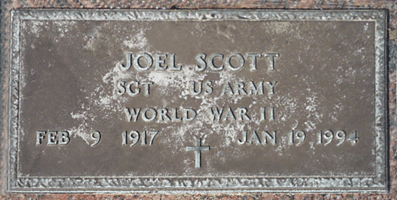 JOEL SCOTT
SGT US ARMY
WORLD WAR II
FEB 9 1917 JAN 19 1994